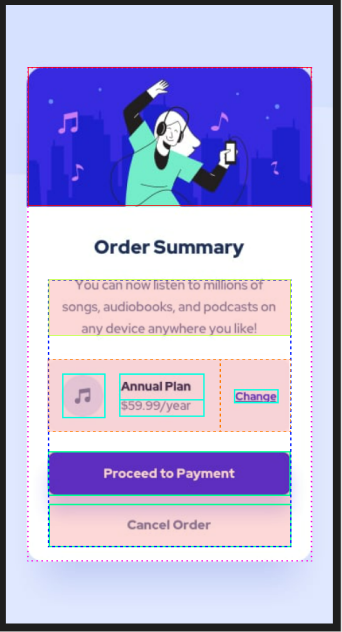 Order Summary
You can now listen to millions of
songs, audiobooks, and podcasts on
any device anywhere you like!
Annual Plan
$59.99/year
Change
Proceed to Payment
Cancel Order